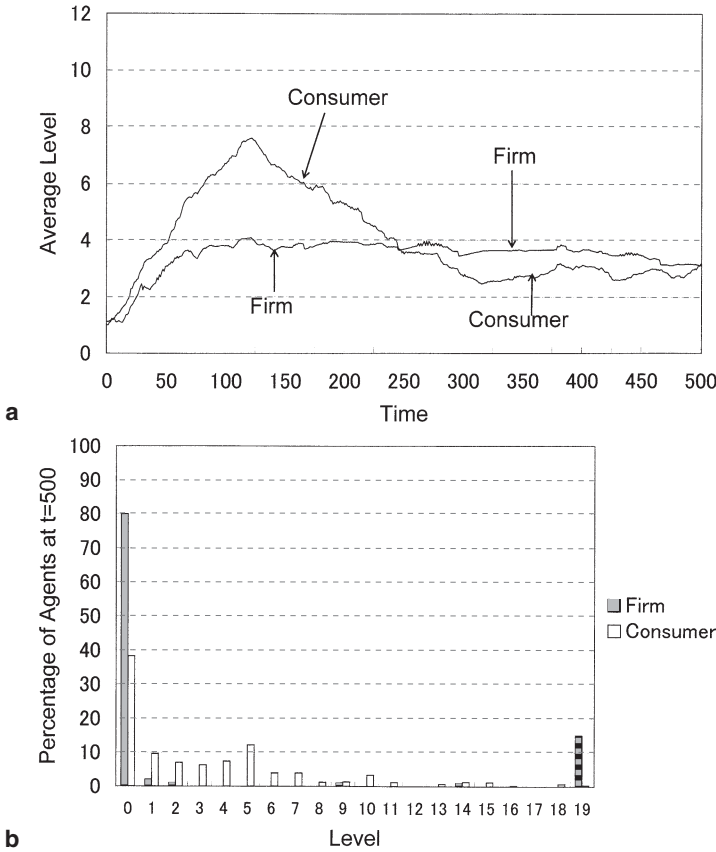 12
10
8
6
4
2
0
Average Level
Consumer
Firm
Firm
Consumer
0 50 100 150 200 250 300 350 400 450 500
Time
a
100
90
80
70
60
50
40
30
20
10
0
Percentage of Agents at t=500
Firm
Consumer
0 1 2 3 4 5 6 7 8 9 10 11 12 13 14 15 16 17 18 19
Level
b